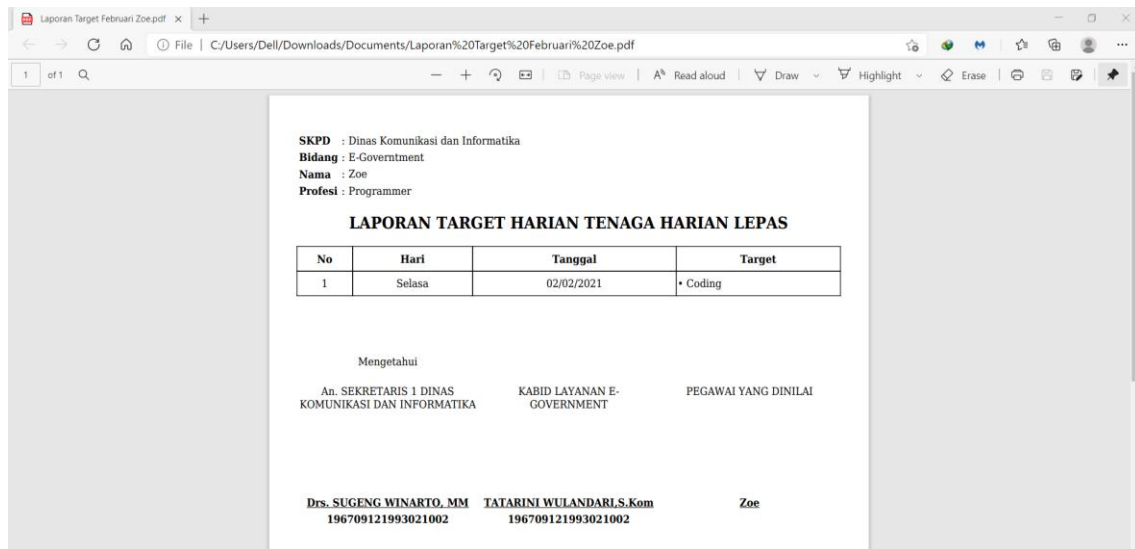 Laporan Target Februari Zoe.pdf
File | C:/Users/Dell/Downloads/Documents/Laporan%20Target%20Februari%20Zoe.pdf
1 of 1 Page view Read aloud Draw Highlight Erase
SKPD : Dinas Komunikasi dan Informatika
Bidang : E-Governtment
Nama : Zoe
Profesi : Programmer
LAPORAN TARGET HARIAN TENAGA HARIAN LEPAS
No Hari Tanggal Target
1 Selasa 02/02/2021 • Coding
Mengetahui
An. SEKRETARIS 1 DINAS KABID LAYANAN E- PEGAWAI YANG DINILAI
KOMUNIKASI DAN INFORMATIKA GOVERNMENT
Drs. SUGENG WINARTO, MM TATARINI WULANDARI,S.Kom Zoe
196709121993021002 196709121993021002